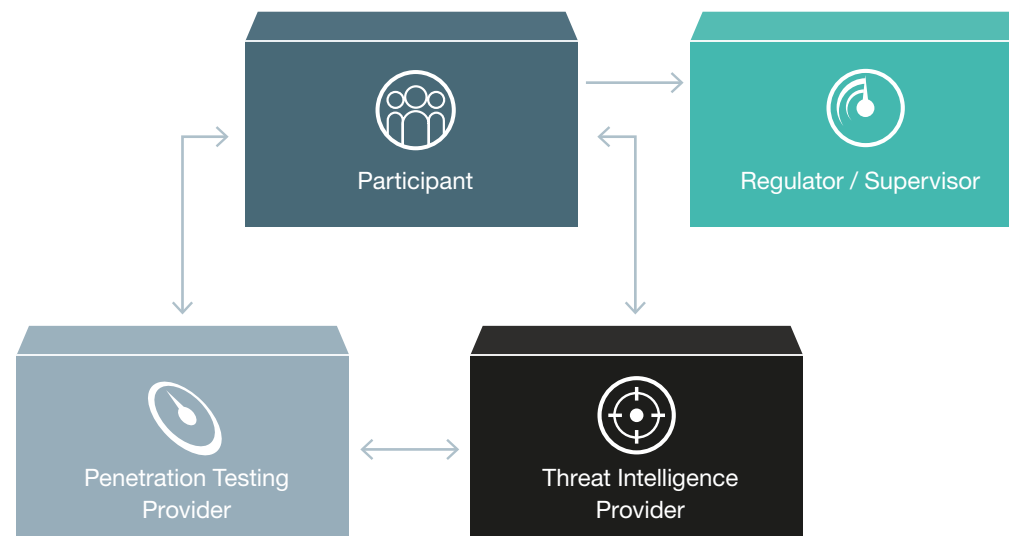 Participant
Regulator / Supervisor
Penetration Testing
Provider
Threat Intelligence
Provider